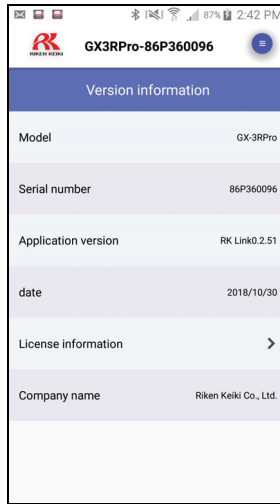 87% 2:42 PM
RIKEN KEIKI
GX3RPro-86P360096
Version information
Model GX-3RPro
Serial number 86P360096
Application version RK Link0.2.51
date 2018/10/30
License information
Company name Riken Keiki Co., Ltd.